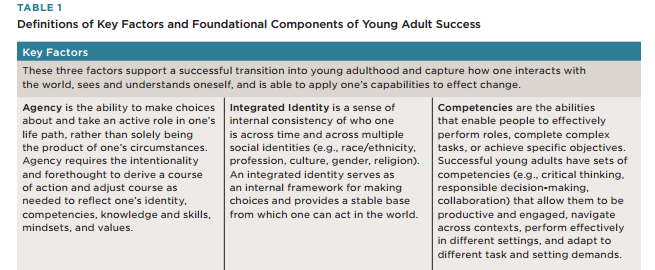 TABLE 1
Definitions of Key Factors and Foundational Components of Young Adult Success
Key Factors
These three factors support a successful transition into young adulthood and capture how one interacts with
the world, sees and understands oneself, and is able to apply one's capabilities to effect change.
Agency is the ability to make choices
about and take an active role in one's
life path, rather than solely being
the product of one's circumstances.
Agency requires the intentionality
and forethought to derive a course
of action and adjust course as
needed to reflect one's identity,
competencies, knowledge and skills,
mindsets, and values.
Integrated Identity is a sense of
internal consistency of who one
is across time and across multiple
social identities (e.g., race/ethnicity,
profession, culture, gender, religion).
An integrated identity serves as
an internal framework for making
choices and provides a stable base
from which one can act in the world.
Competencies are the abilities
that enable people to effectively
perform roles, complete complex
tasks, or achieve specific objectives.
Successful young adults have sets of
competencies (e.g., critical thinking,
responsible decision•making,
collaboration) that allow them to be
productive and engaged, navigate
across contexts, perform effectively
in different settings, and adapt to
different task and setting demands.